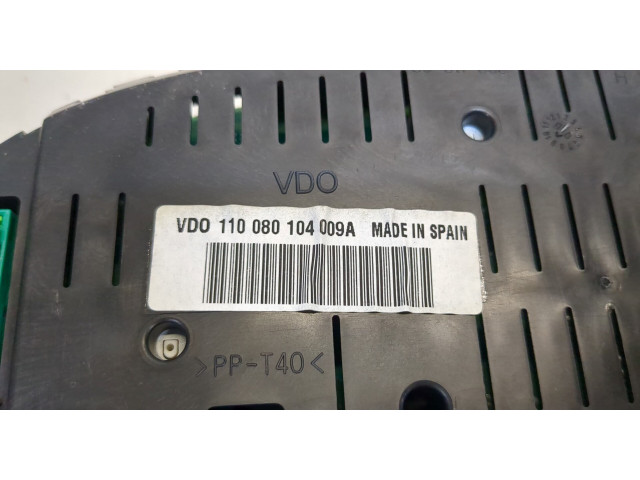 VDO
VDO 110 080 104 009A MADE IN SPAIN
>PP-T40<